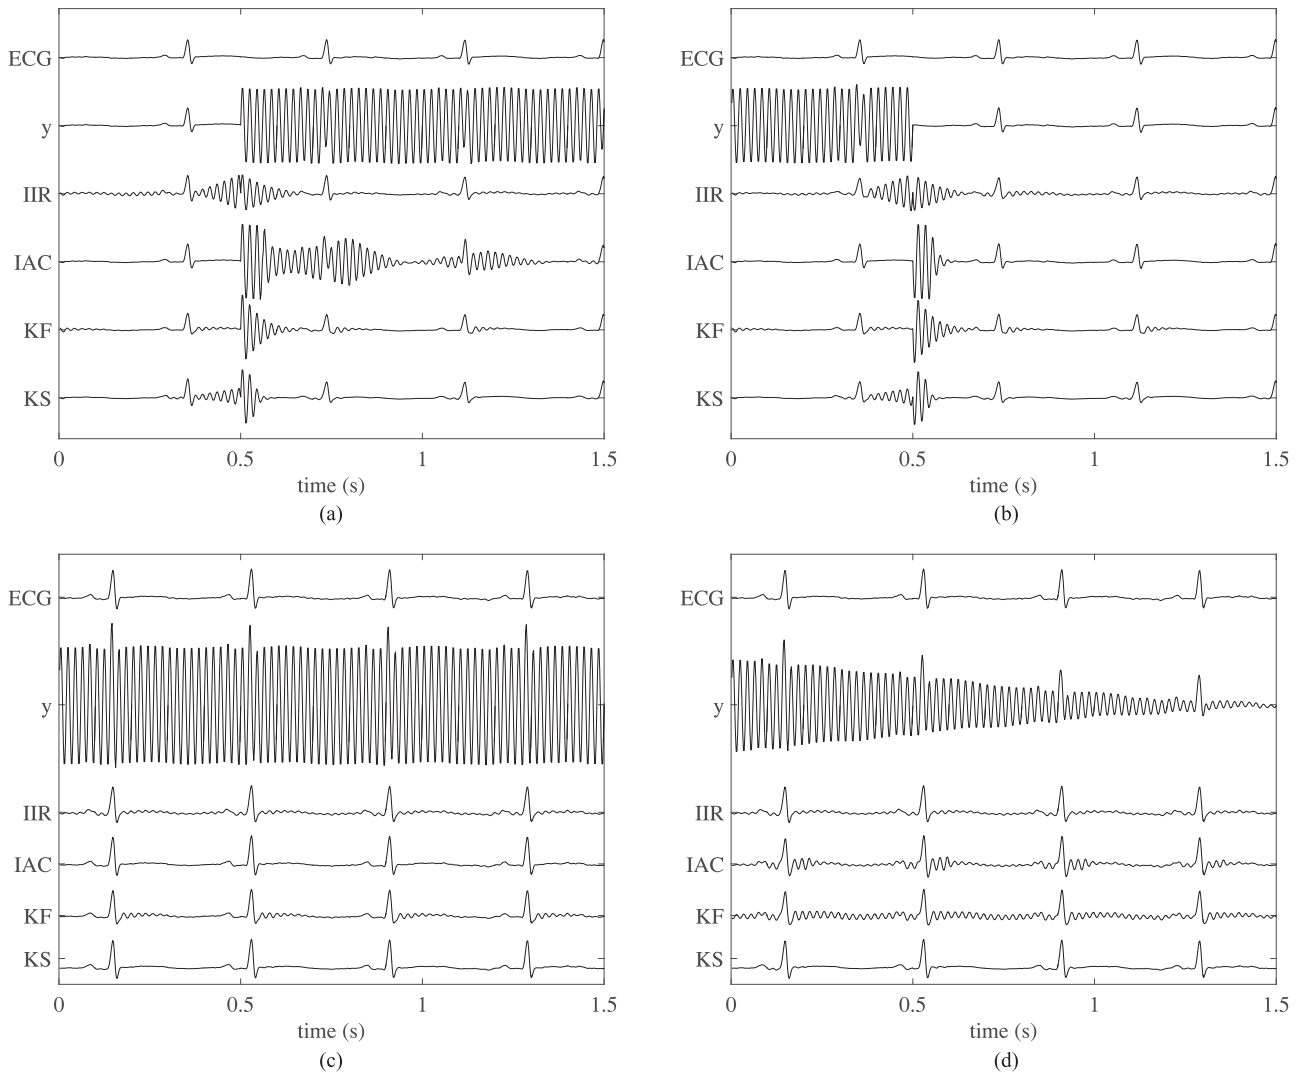 ECG
y
IIR
IAC
KF
KS
0 0.5 1 1.5
time (s)
(a)
ECG
y
IIR
IAC
KF
KS
0 0.5 1 1.5
time (s)
(b)
ECG
y
IIR
IAC
KF
KS
0 0.5 1 1.5
time (s)
(c)
ECG
y
IIR
IAC
KF
KS
0 0.5 1 1.5
time (s)
(d)